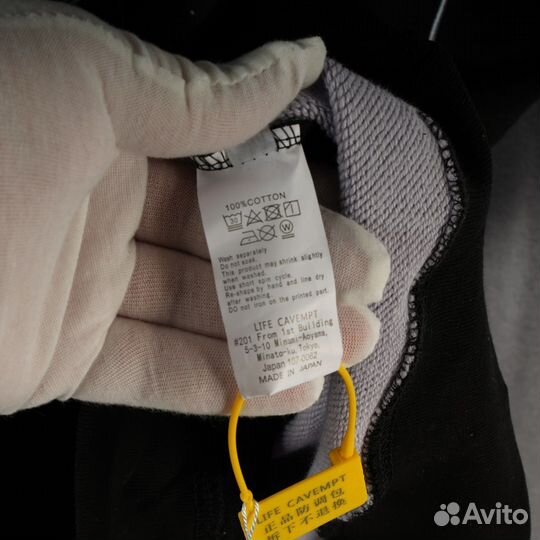 100%COTTON
30
1
W
Wash separately
Do not soak.
This product may shrink slightly
when washed.
Use short spin cycle.
Re-shape by hand and line dry
after washing.
DO not iron on the printed part.
LIFE CAVEMPT
#201 From 1st Building
5-3-10 Minami-Aoyama,
Minato-ku,Tokyo,
Japan 107-0062
MADE IN JAPAN
LIFE CAVEMPT
正品防调包
拆下不退换
Avito